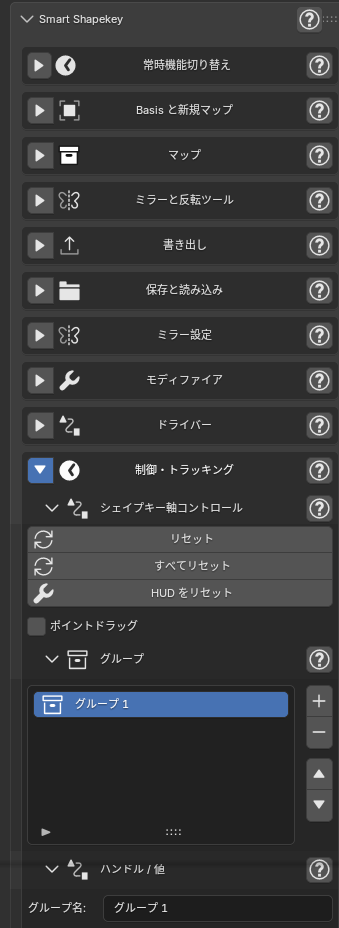 Smart Shapekey
常時機能切り替え
Basis と新規マップ
マップ
ミラーと反転ツール
書き出し
保存と読み込み
ミラー設定
モディファイア
ドライバー
制御・トラッキング
シェイプキー軸コントロール
リセット
すべてリセット
HUD をリセット
ポイントドラッグ
グループ
グループ 1
ハンドル / 値
グループ名: グループ 1